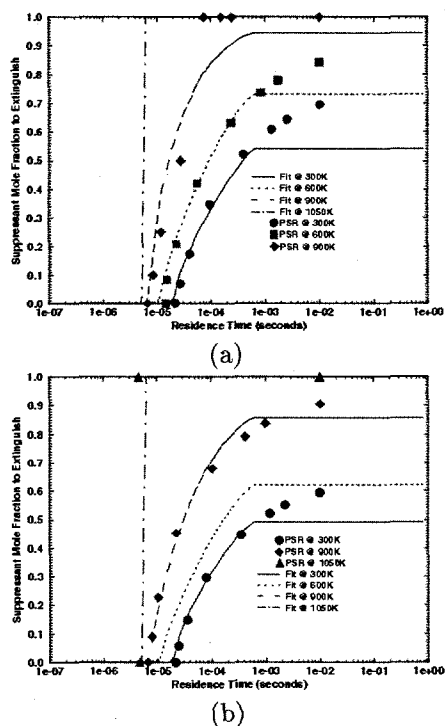 Suppressant Mole Fraction to Extinguish
1.0
0.9
0.8
0.7
0.6
0.5
0.4
0.3
0.2
0.1
0.0
Fit @ 300K
Fit @ 600K
Fit @ 900K
Fit @ 1050K
PSR @ 300K
PSR @ 600K
PSR @ 900K
1e-07 1e-06 1e-05 1e-04 1e-03 1e-02 1e-01 1e+00
Residence Time (seconds)
(a)
Suppressant Mole Fraction to Extinguish
1.0
0.9
0.8
0.7
0.6
0.5
0.4
0.3
0.2
0.1
0.0
PSR @ 300K
PSR @ 900K
PSR @ 1050K
Fit @ 300K
Fit @ 600K
Fit @ 900K
Fit @ 1050K
1e-07 1e-06 1e-05 1e-04 1e-03 1e-02 1e-01 1e+00
Residence Time (seconds)
(b)